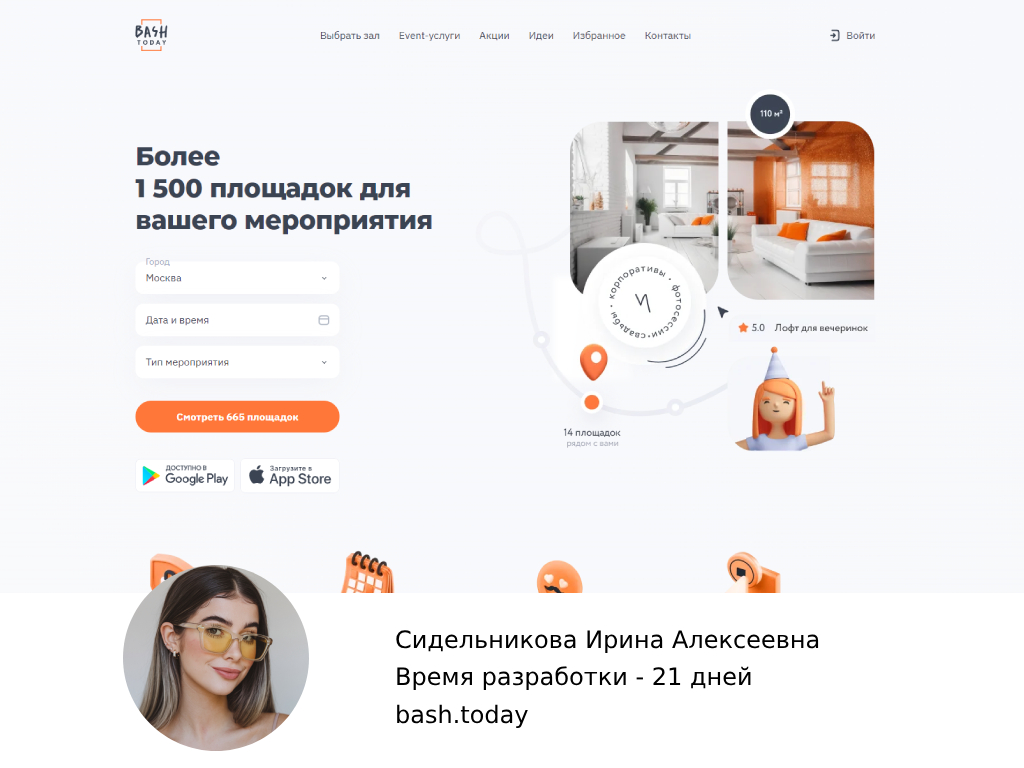 BASH
TODAY
Выбрать зал
Event-услуги
Акции
Идеи
Избранное
Контакты
Войти
110 м²
Более
1 500 площадок для
вашего мероприятия
Город
Москва
Дата и время
Тип мероприятия
Смотреть 665 площадок
ДОСТУПНО В
Google Play
Загрузите в
App Store
корпоративы • фотосессии • свадьбы •
5.0 Лофт для вечеринок
14 площадок
рядом с вами
Сидельникова Ирина Алексеевна
Время разработки - 21 дней
bash.today